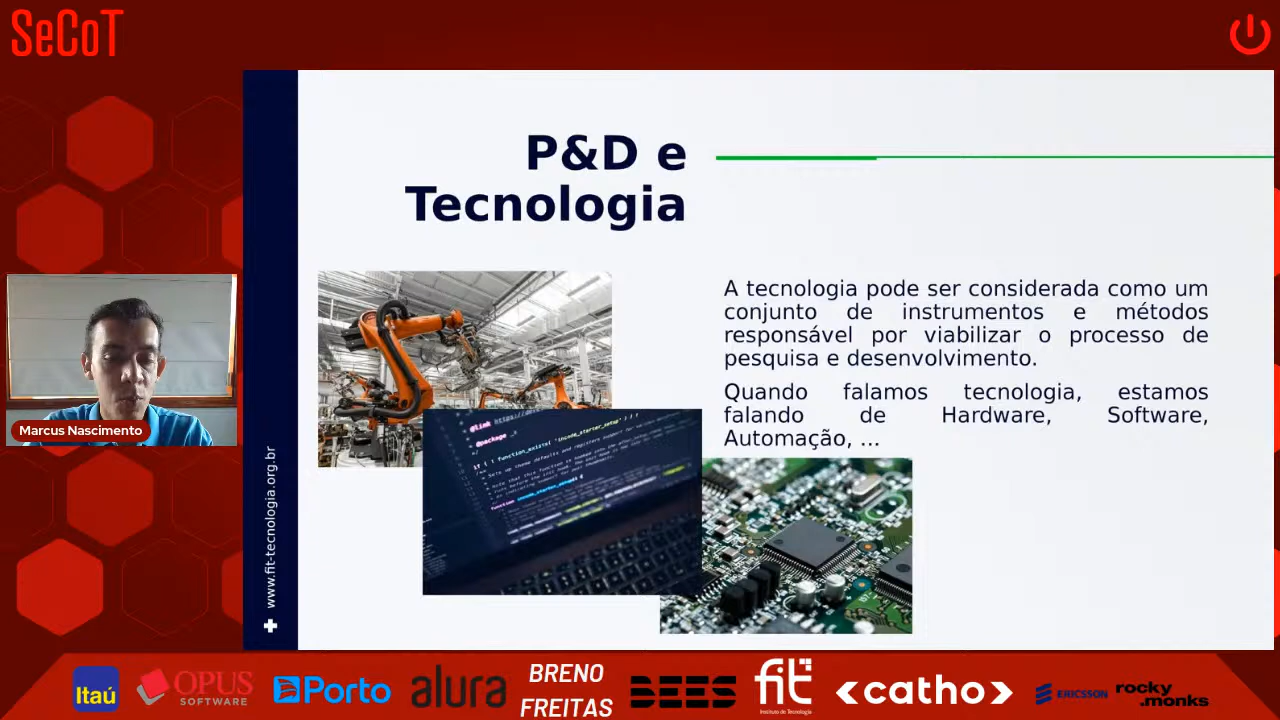 SeCoT
P&D e
Tecnologia
A tecnologia pode ser considerada como um
conjunto de instrumentos e métodos
responsável por viabilizar o processo de
pesquisa e desenvolvimento.
Quando falamos tecnologia, estamos
falando de Hardware, Software,
Automação, ...
Marcus Nascimento
www.fit-tecnologia.org.br
@link
@package
Itaú
OPUS
SOFTWARE
Porto
alura
BRENO
FREITAS
BEES
fit
Instituto de Tecnologia
catho
ERICSSON
rocky
.monks